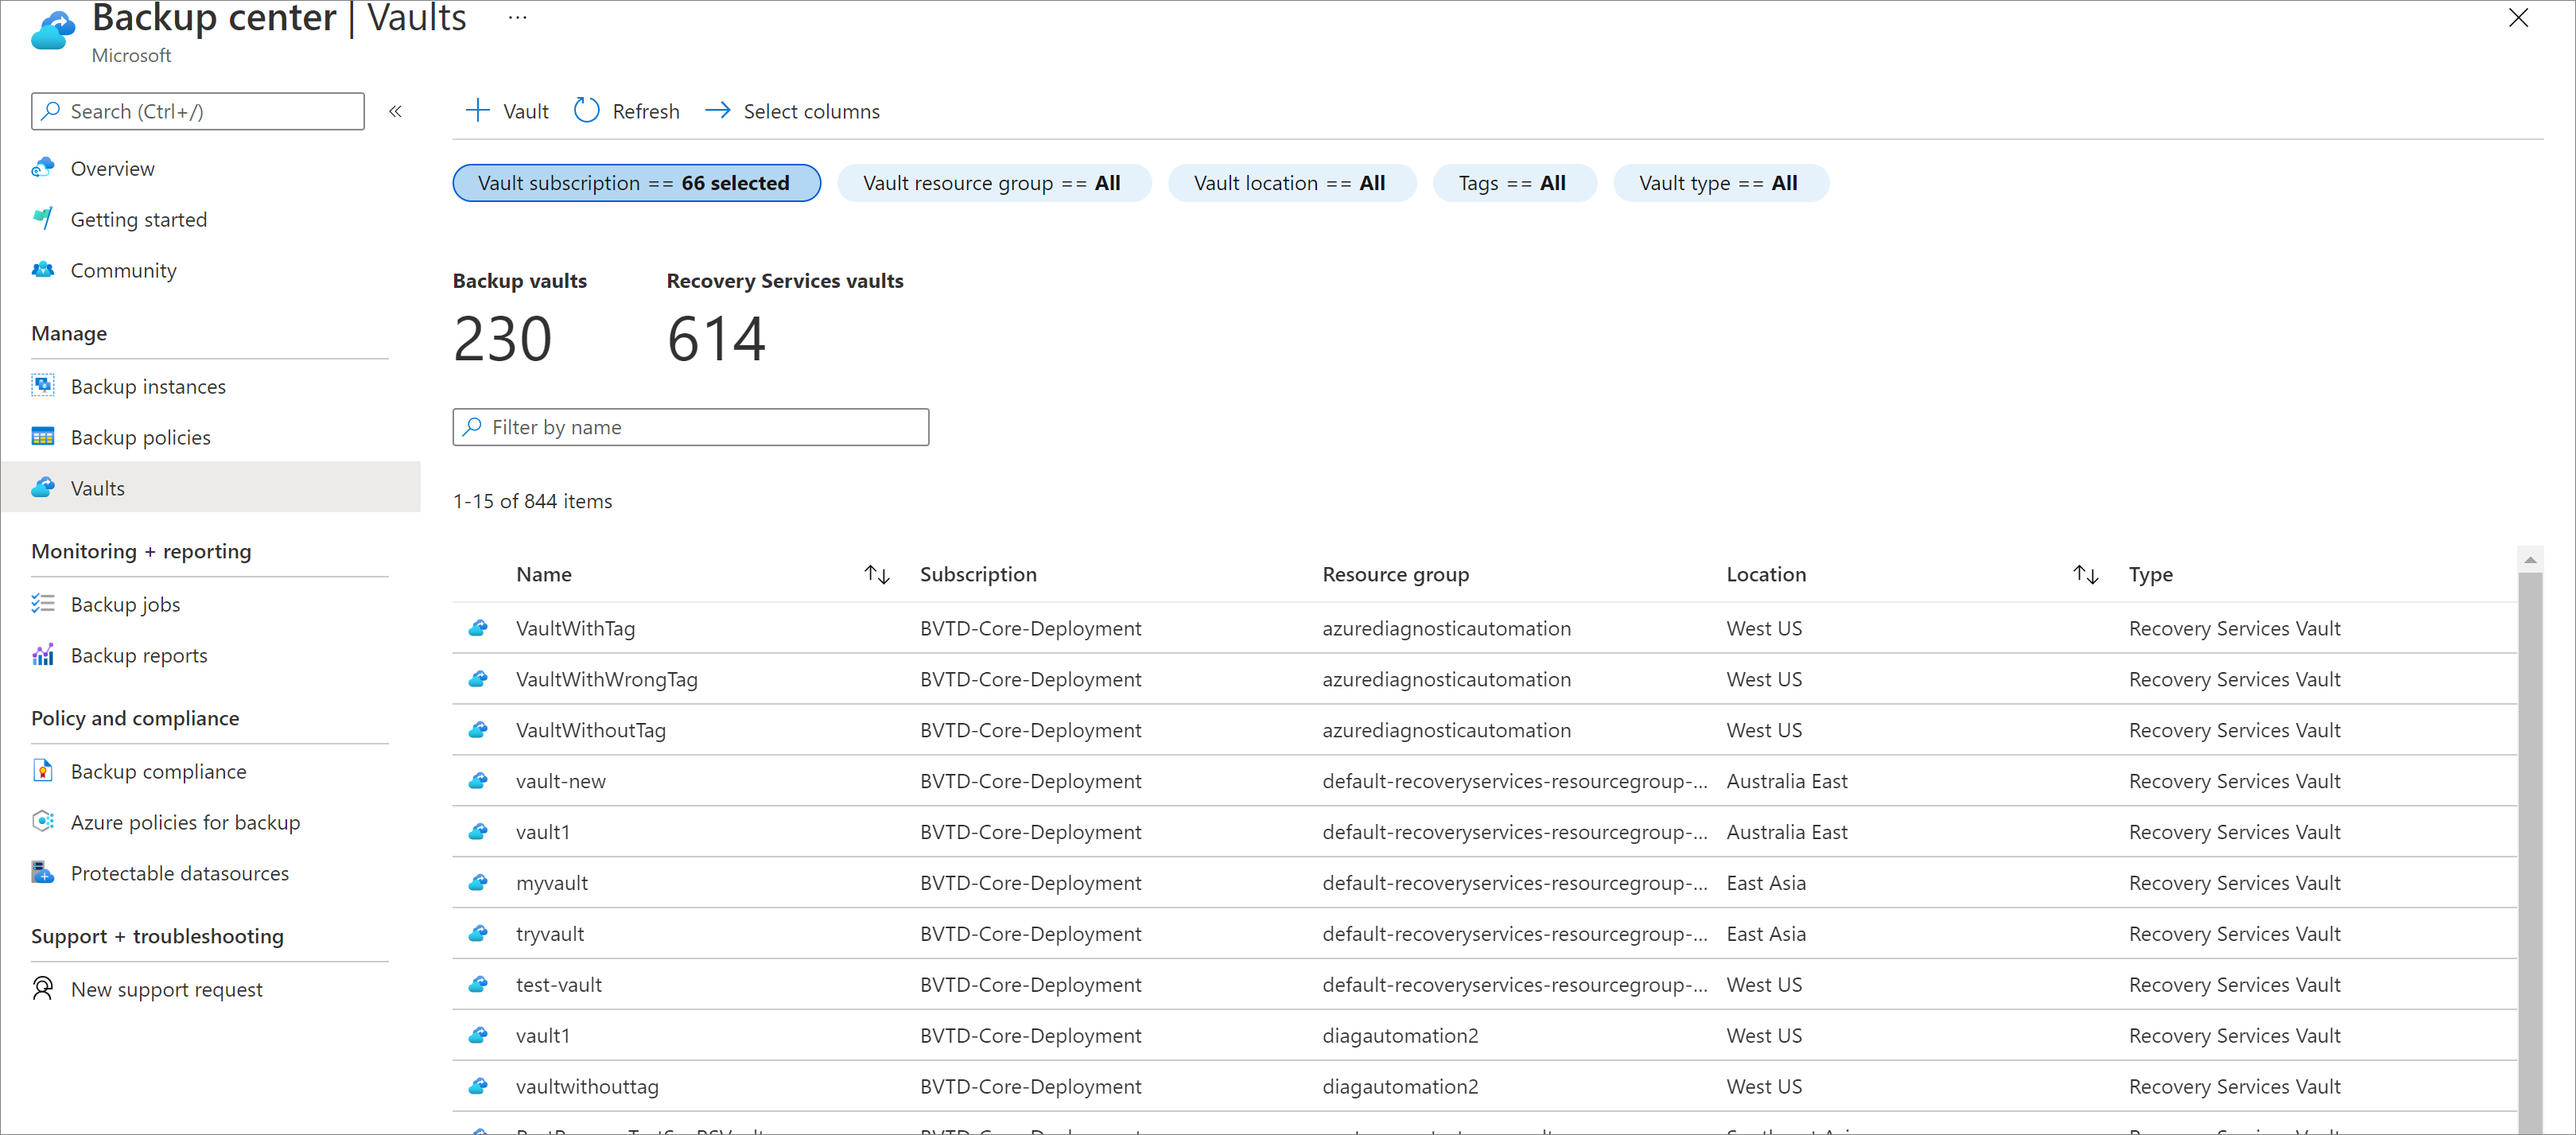 Backup center | Vaults ...
Microsoft
Search (Ctrl+/)
«
Overview
Getting started
Community
Manage
Backup instances
Backup policies
Vaults
Monitoring + reporting
Backup jobs
Backup reports
Policy and compliance
Backup compliance
Azure policies for backup
Protectable datasources
Support + troubleshooting
New support request
Vault Refresh Select columns
Vault subscription == 66 selected Vault resource group == All Vault location == All Tags == All Vault type == All
Backup vaults Recovery Services vaults
230 614
Filter by name
1-15 of 844 items
Name Subscription Resource group Location Type
VaultWithTag BVTD-Core-Deployment azurediagnosticautomation West US Recovery Services Vault
VaultWithWrongTag BVTD-Core-Deployment azurediagnosticautomation West US Recovery Services Vault
VaultWithoutTag BVTD-Core-Deployment azurediagnosticautomation West US Recovery Services Vault
vault-new BVTD-Core-Deployment default-recoveryservices-resourcegroup-... Australia East Recovery Services Vault
vault1 BVTD-Core-Deployment default-recoveryservices-resourcegroup-... Australia East Recovery Services Vault
myvault BVTD-Core-Deployment default-recoveryservices-resourcegroup-... East Asia Recovery Services Vault
tryvault BVTD-Core-Deployment default-recoveryservices-resourcegroup-... East Asia Recovery Services Vault
test-vault BVTD-Core-Deployment default-recoveryservices-resourcegroup-... West US Recovery Services Vault
vault1 BVTD-Core-Deployment diagautomation2 West US Recovery Services Vault
vaultwithouttag BVTD-Core-Deployment diagautomation2 West US Recovery Services Vault